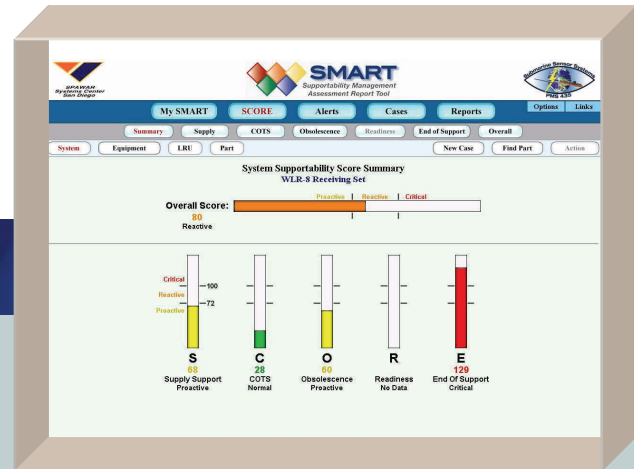 SPAWAR
Systems Center
San Diego
SMART
Supportability Management
Assessment Report Tool
Submarine Sensor Systems
PMS 435
My SMART SCORE Alerts Cases Reports Options Links
Summary Supply COTS Obsolescence Readiness End of Support Overall
System Equipment LRU Part New Case Find Part Action
System Supportability Score Summary
WLR-8 Receiving Set
Proactive Reactive Critical
Overall Score:
80
Reactive
Critical
100
Reactive
72
Proactive
S C O R E
68 28 60 129
Supply Support COTS Obsolescence Readiness End Of Support
Proactive Normal Proactive No Data Critical